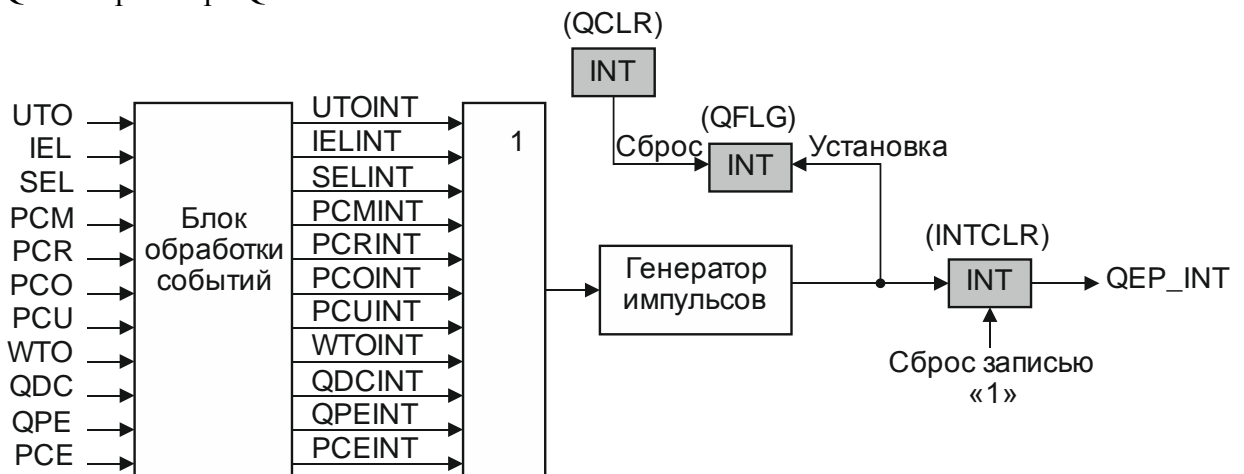 (QCLR)
INT
(QFLG)
Сброс
INT
Установка
UTO
IEL
SEL
PCM
PCR
PCO
PCU
WTO
QDC
QPE
PCE
Блок
обработки
событий
UTOINT
IELINT
SELINT
PCMINT
PCRINT
PCOINT
PCUINT
WTOINT
QDCINT
QPEINT
PCEINT
1
Генератор
импульсов
(INTCLR)
INT
QEP_INT
Сброс записью
«1»